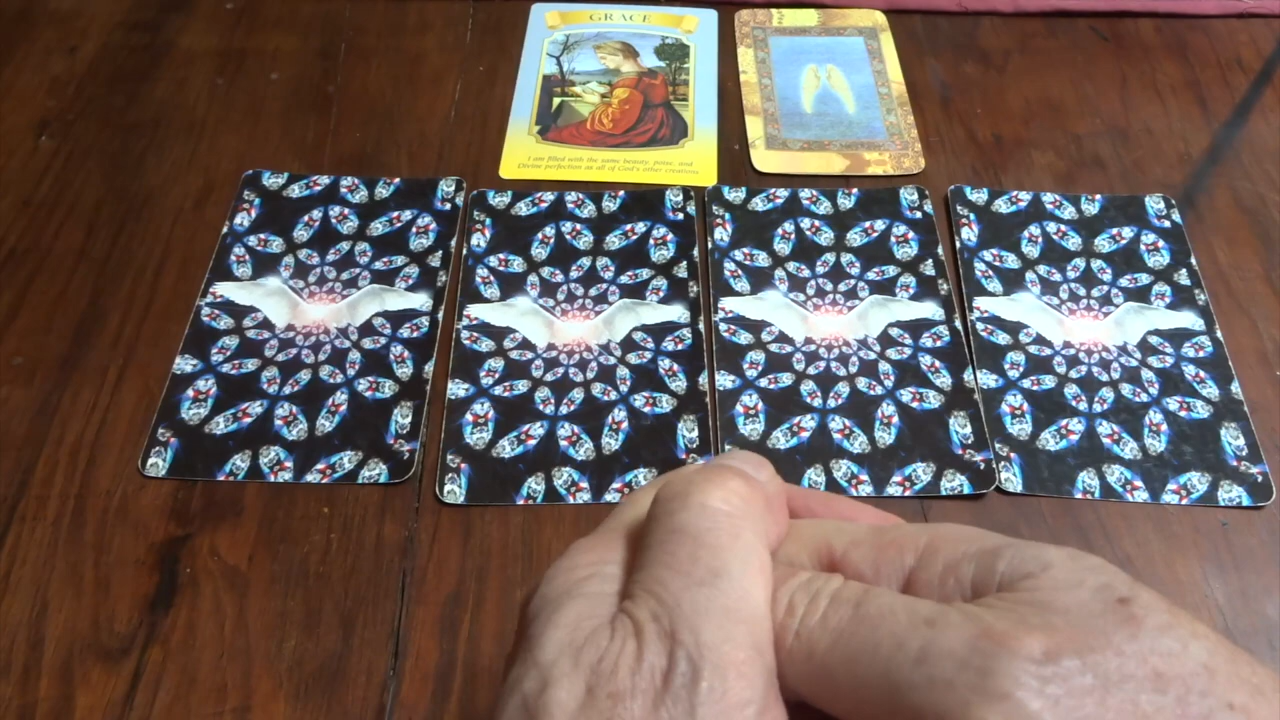 GRACE
I am filled with the same beauty, poise, and
Divine perfection as all of God's other creations